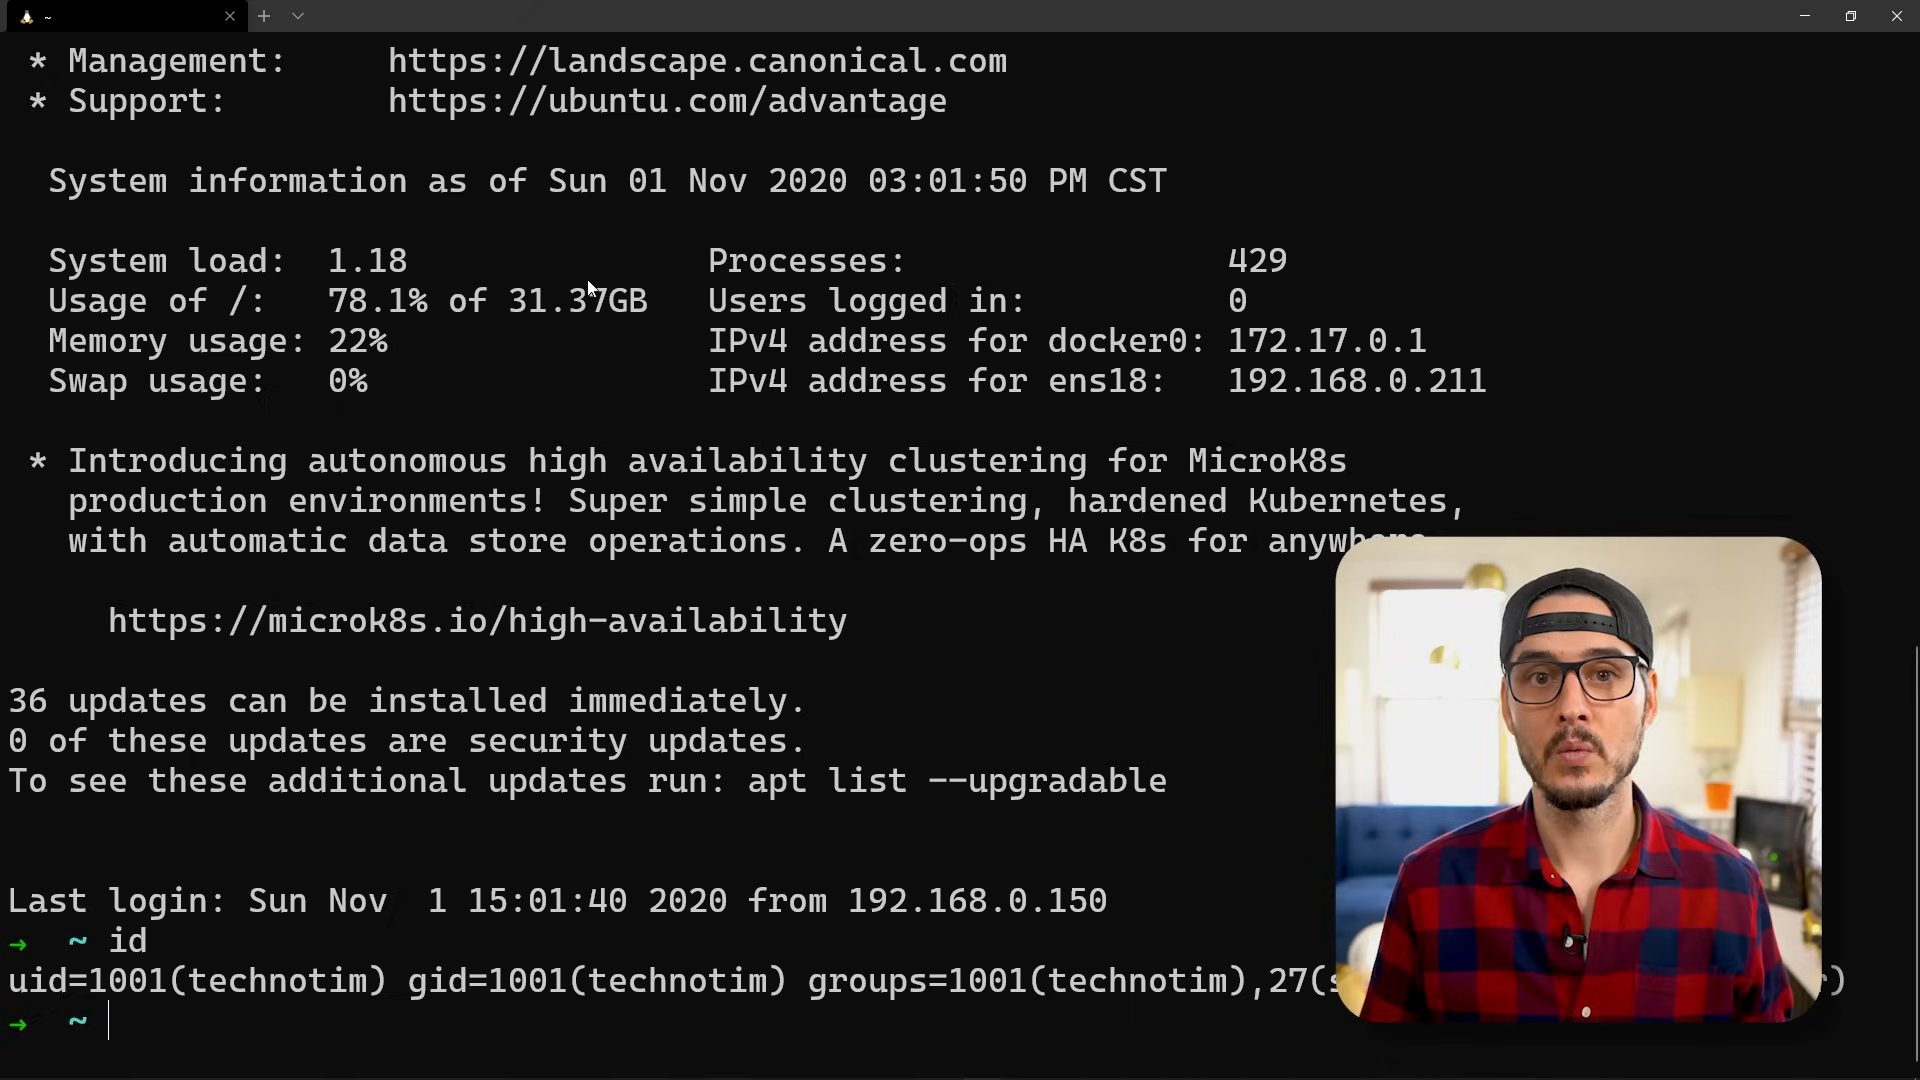 ~
* Management: https://landscape.canonical.com
* Support: https://ubuntu.com/advantage
System information as of Sun 01 Nov 2020 03:01:50 PM CST
System load: 1.18 Processes: 429
Usage of /: 78.1% of 31.37GB Users logged in: 0
Memory usage: 22% IPv4 address for docker0: 172.17.0.1
Swap usage: 0% IPv4 address for ens18: 192.168.0.211
* Introducing autonomous high availability clustering for MicroK8s
production environments! Super simple clustering, hardened Kubernetes,
with automatic data store operations. A zero-ops HA K8s for anywhere
https://microk8s.io/high-availability
36 updates can be installed immediately.
0 of these updates are security updates.
To see these additional updates run: apt list --upgradable
Last login: Sun Nov 1 15:01:40 2020 from 192.168.0.150
→ ~ id
uid=1001(technotim) gid=1001(technotim) groups=1001(technotim),27(
→ ~